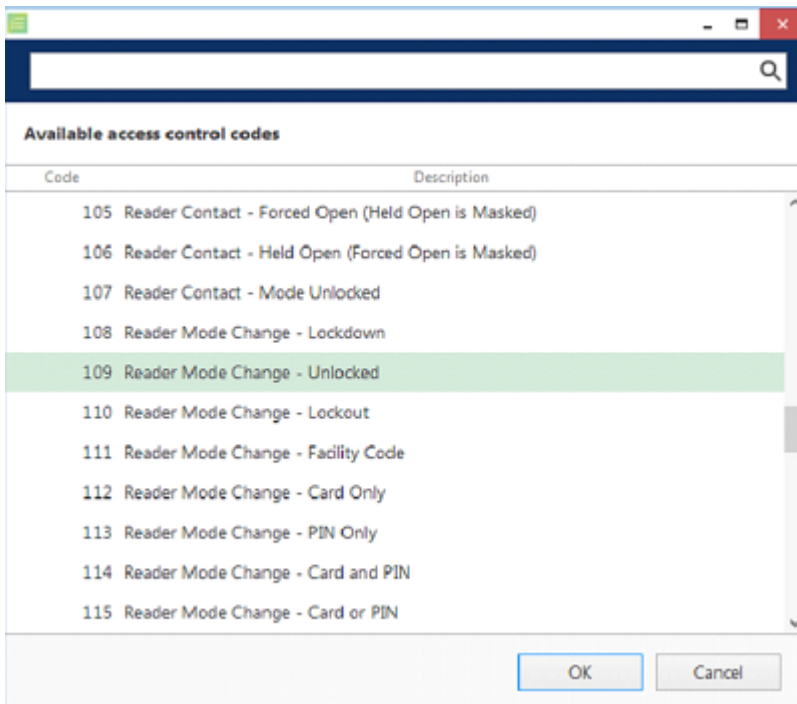 Available access control codes
Code Description
105 Reader Contact - Forced Open (Held Open is Masked)
106 Reader Contact - Held Open (Forced Open is Masked)
107 Reader Contact - Mode Unlocked
108 Reader Mode Change - Lockdown
109 Reader Mode Change - Unlocked
110 Reader Mode Change - Lockout
111 Reader Mode Change - Facility Code
112 Reader Mode Change - Card Only
113 Reader Mode Change - PIN Only
114 Reader Mode Change - Card and PIN
115 Reader Mode Change - Card or PIN
OK Cancel